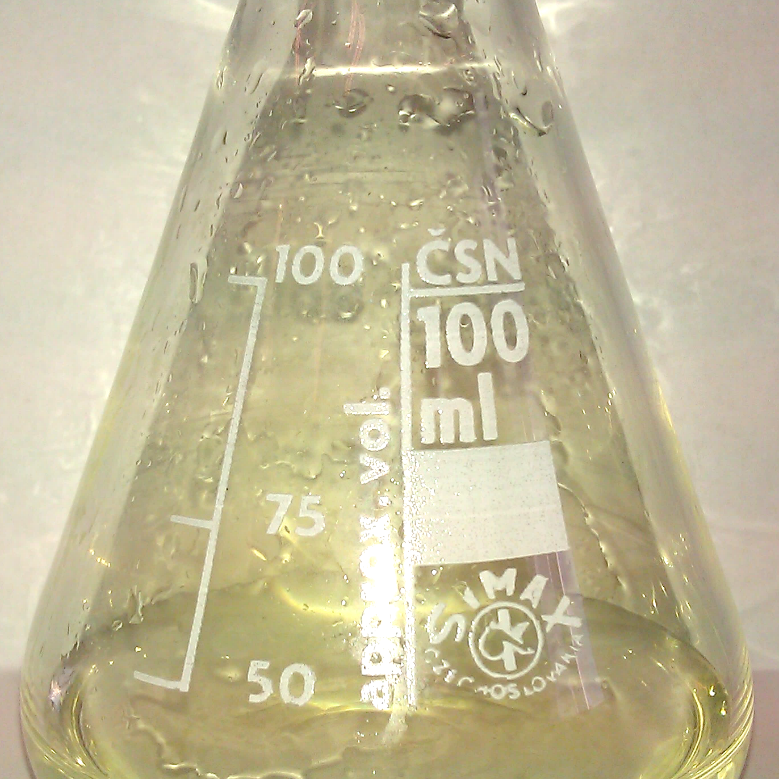 100
75
50
approx. vol.
ČSN
100
ml
SIMAX
CZECHOSLOVAKIA